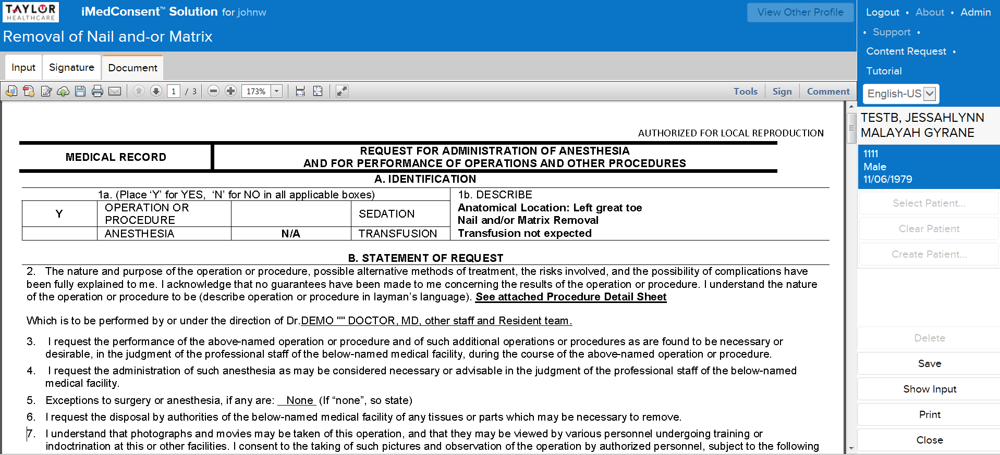 TAYLOR
HEALTHCARE
iMedConsent™ Solution for johnw
View Other Profile
Removal of Nail and-or Matrix
Logout • About • Admin
• Support •
Content Request •
Tutorial
English-US
Input
Signature
Document
1 / 3
173%
Tools
Sign
Comment
TESTB, JESSAHLYNN
MALAYAH GYRANE
1111
Male
11/06/1979
Select Patient...
Clear Patient
Create Patient...
Delete
Save
Show Input
Print
Close
AUTHORIZED FOR LOCAL REPRODUCTION
MEDICAL RECORD
REQUEST FOR ADMINISTRATION OF ANESTHESIA
AND FOR PERFORMANCE OF OPERATIONS AND OTHER PROCEDURES
A. IDENTIFICATION
1a. (Place ‘Y’ for YES, ‘N’ for NO in all applicable boxes)
Y
OPERATION OR
PROCEDURE
SEDATION
ANESTHESIA
N/A
TRANSFUSION
1b. DESCRIBE
Anatomical Location: Left great toe
Nail and/or Matrix Removal
Transfusion not expected
B. STATEMENT OF REQUEST
2. The nature and purpose of the operation or procedure, possible alternative methods of treatment, the risks involved, and the possibility of complications have
been fully explained to me. I acknowledge that no guarantees have been made to me concerning the results of the operation or procedure. I understand the nature
of the operation or procedure to be (describe operation or procedure in layman’s language). See attached Procedure Detail Sheet
Which is to be performed by or under the direction of Dr.DEMO "" DOCTOR, MD, other staff and Resident team.
3. I request the performance of the above-named operation or procedure and of such additional operations or procedures as are found to be necessary or
desirable, in the judgment of the professional staff of the below-named medical facility, during the course of the above-named operation or procedure.
4. I request the administration of such anesthesia as may be considered necessary or advisable in the judgment of the professional staff of the below-named
medical facility.
5. Exceptions to surgery or anesthesia, if any are: None (If “none”, so state)
6. I request the disposal by authorities of the below-named medical facility of any tissues or parts which may be necessary to remove.
7. I understand that photographs and movies may be taken of this operation, and that they may be viewed by various personnel undergoing training or
indoctrination at this or other facilities. I consent to the taking of such pictures and observation of the operation by authorized personnel, subject to the following